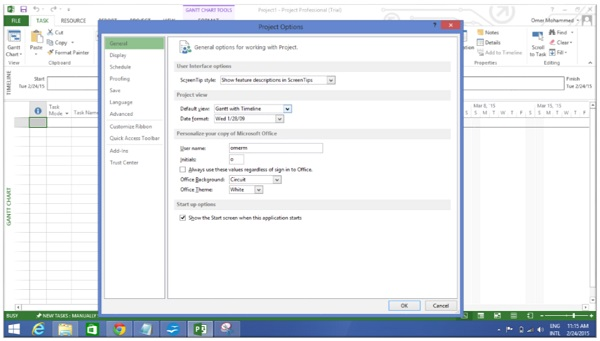 GANTT CHART TOOLS
Project1 - Project Professional (Trial)
FILE TASK RESOURCE
Omer Mohammed
Gantt Chart
View
Paste
Cut
Copy
Format Painter
Clipboard
Notes
Details
Add to Timeline
Properties
Scroll to Task
Find
Clear
Fill
Editing
TIMELINE
Start
Tue 2/24/15
Finish
Tue 2/24/15
Task Mode
Task Name
Mar 8, '15
Mar 15, '15
S M T W T F S S M T W T F S
GANTT CHART
Project Options
General
Display
Schedule
Proofing
Save
Language
Advanced
Customize Ribbon
Quick Access Toolbar
Add-Ins
Trust Center
General options for working with Project.
User Interface options
ScreenTip style: Show feature descriptions in ScreenTips
Project view
Default view: Gantt with Timeline
Date format: Wed 1/28/09
Personalize your copy of Microsoft Office
User name: omerm
Initials: o
Always use these values regardless of sign in to Office.
Office Background: Circuit
Office Theme: White
Start up options
Show the Start screen when this application starts
OK
Cancel
BUSY
NEW TASKS : MANUALLY
ENG
INTL
11:15 AM
2/24/2015